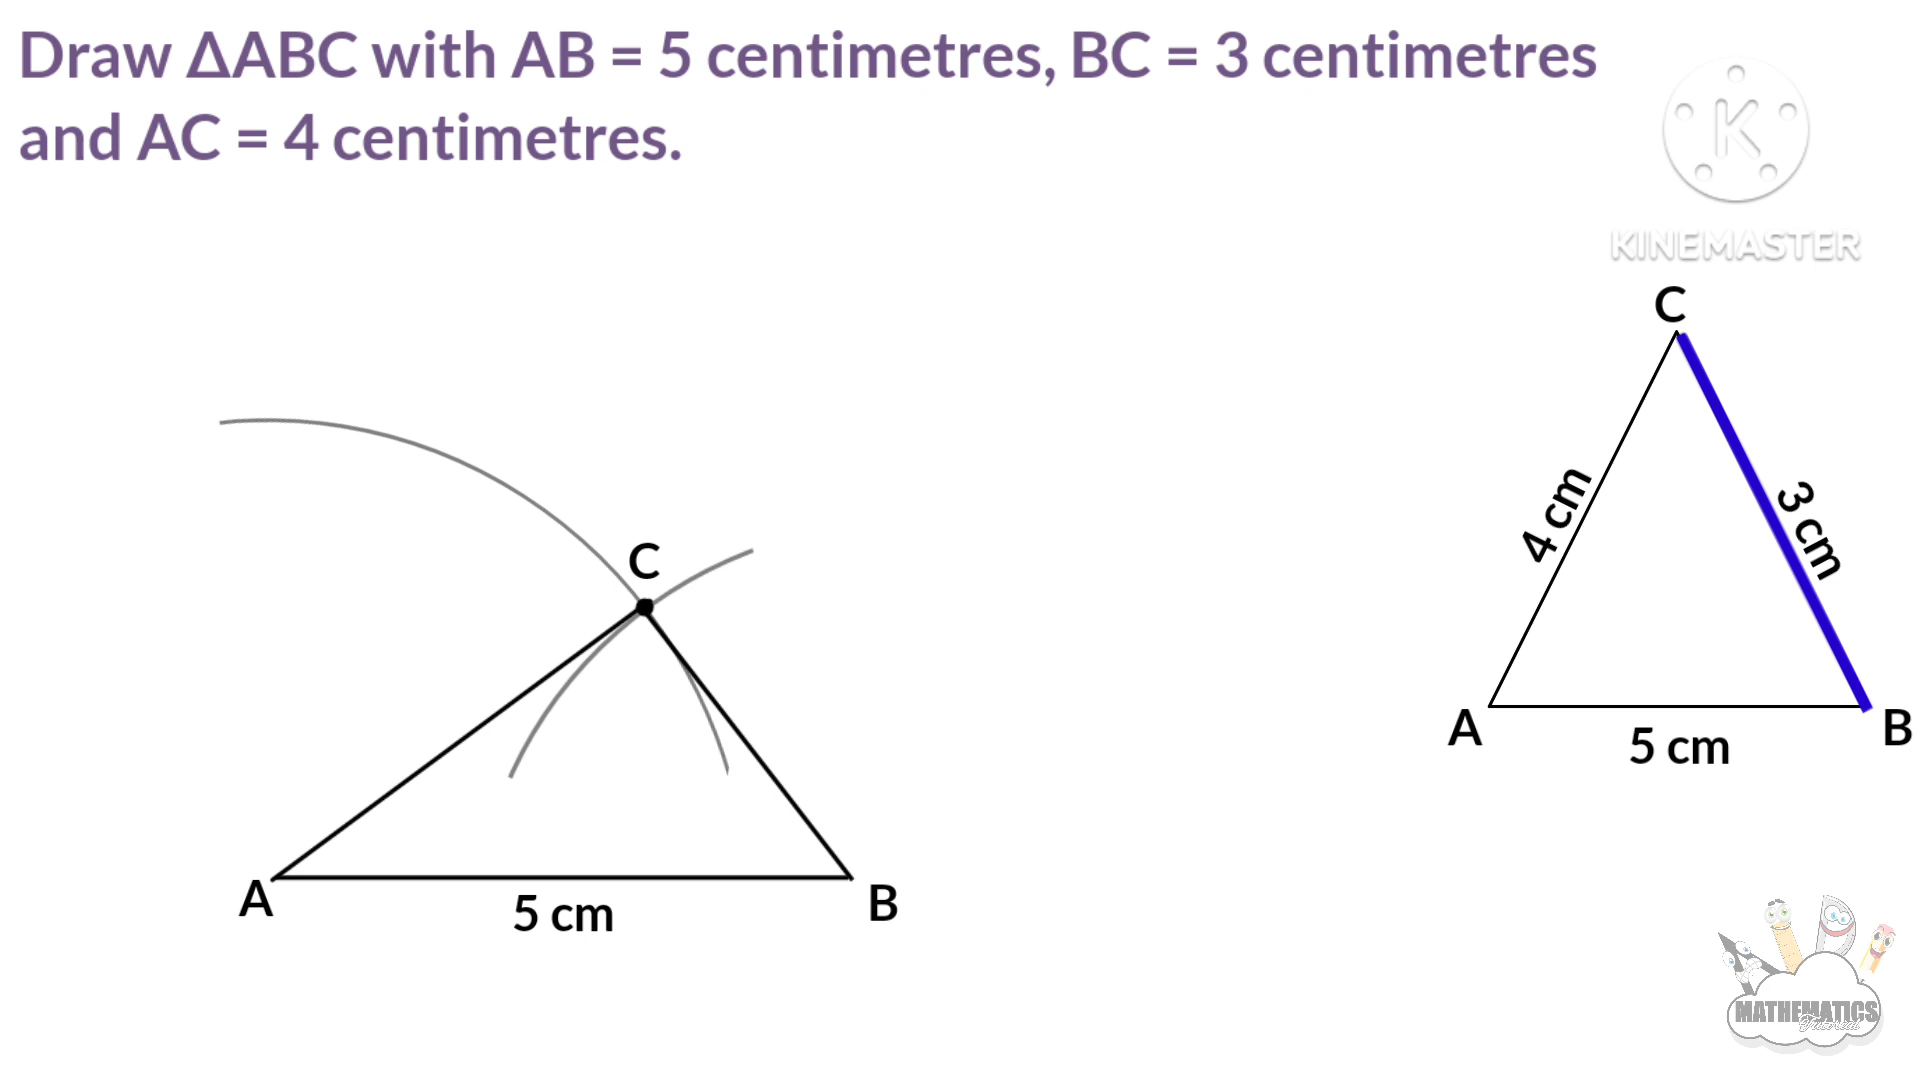 Draw ΔABC with AB = 5 centimetres, BC = 3 centimetres
and AC = 4 centimetres.
K
KINEMASTER
C
4 cm
3 cm
A
B
5 cm
C
A
B
5 cm
MATHEMATICS
Tutorial